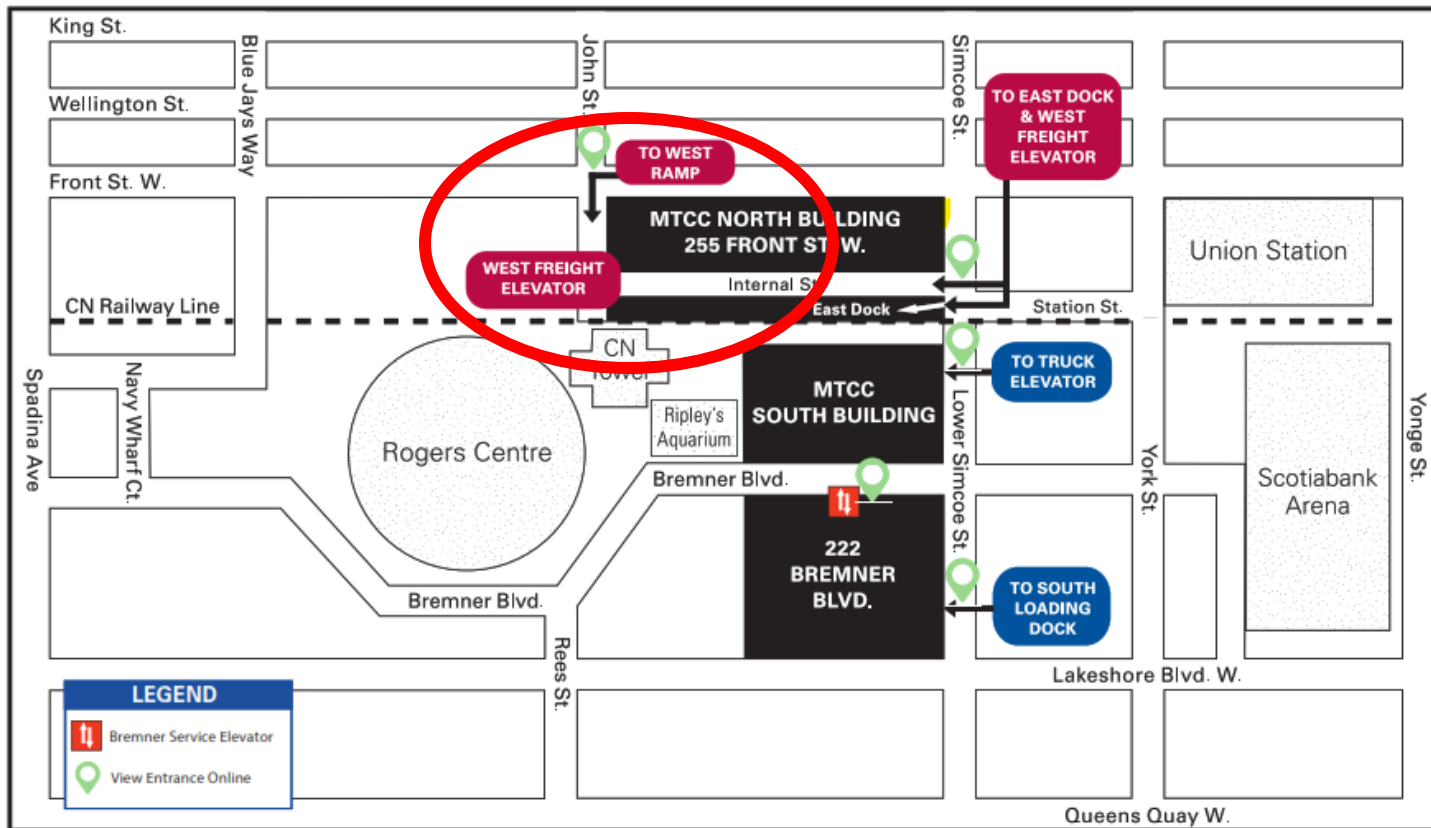 King St.
Blue Jays Way
John St.
Simcoe St.
Wellington St.
TO EAST DOCK
& WEST
FREIGHT
ELEVATOR
TO WEST
RAMP
Front St. W.
MTCC NORTH BUILDING
255 FRONT ST. W.
Union Station
WEST FREIGHT
ELEVATOR
Internal St
CN Railway Line
East Dock
Station St.
CN
Tower
TO TRUCK
ELEVATOR
Spadina Ave
Navy Wharf Ct.
MTCC
SOUTH BUILDING
Lower Simcoe St.
Yonge St.
Ripley's
Aquarium
Rogers Centre
Bremner Blvd.
York St.
Scotiabank
Arena
222
BREMNER
BLVD.
Bremner Blvd.
TO SOUTH
LOADING
DOCK
Rees St.
Lakeshore Blvd. W.
LEGEND
Bremner Service Elevator
View Entrance Online
Queens Quay W.